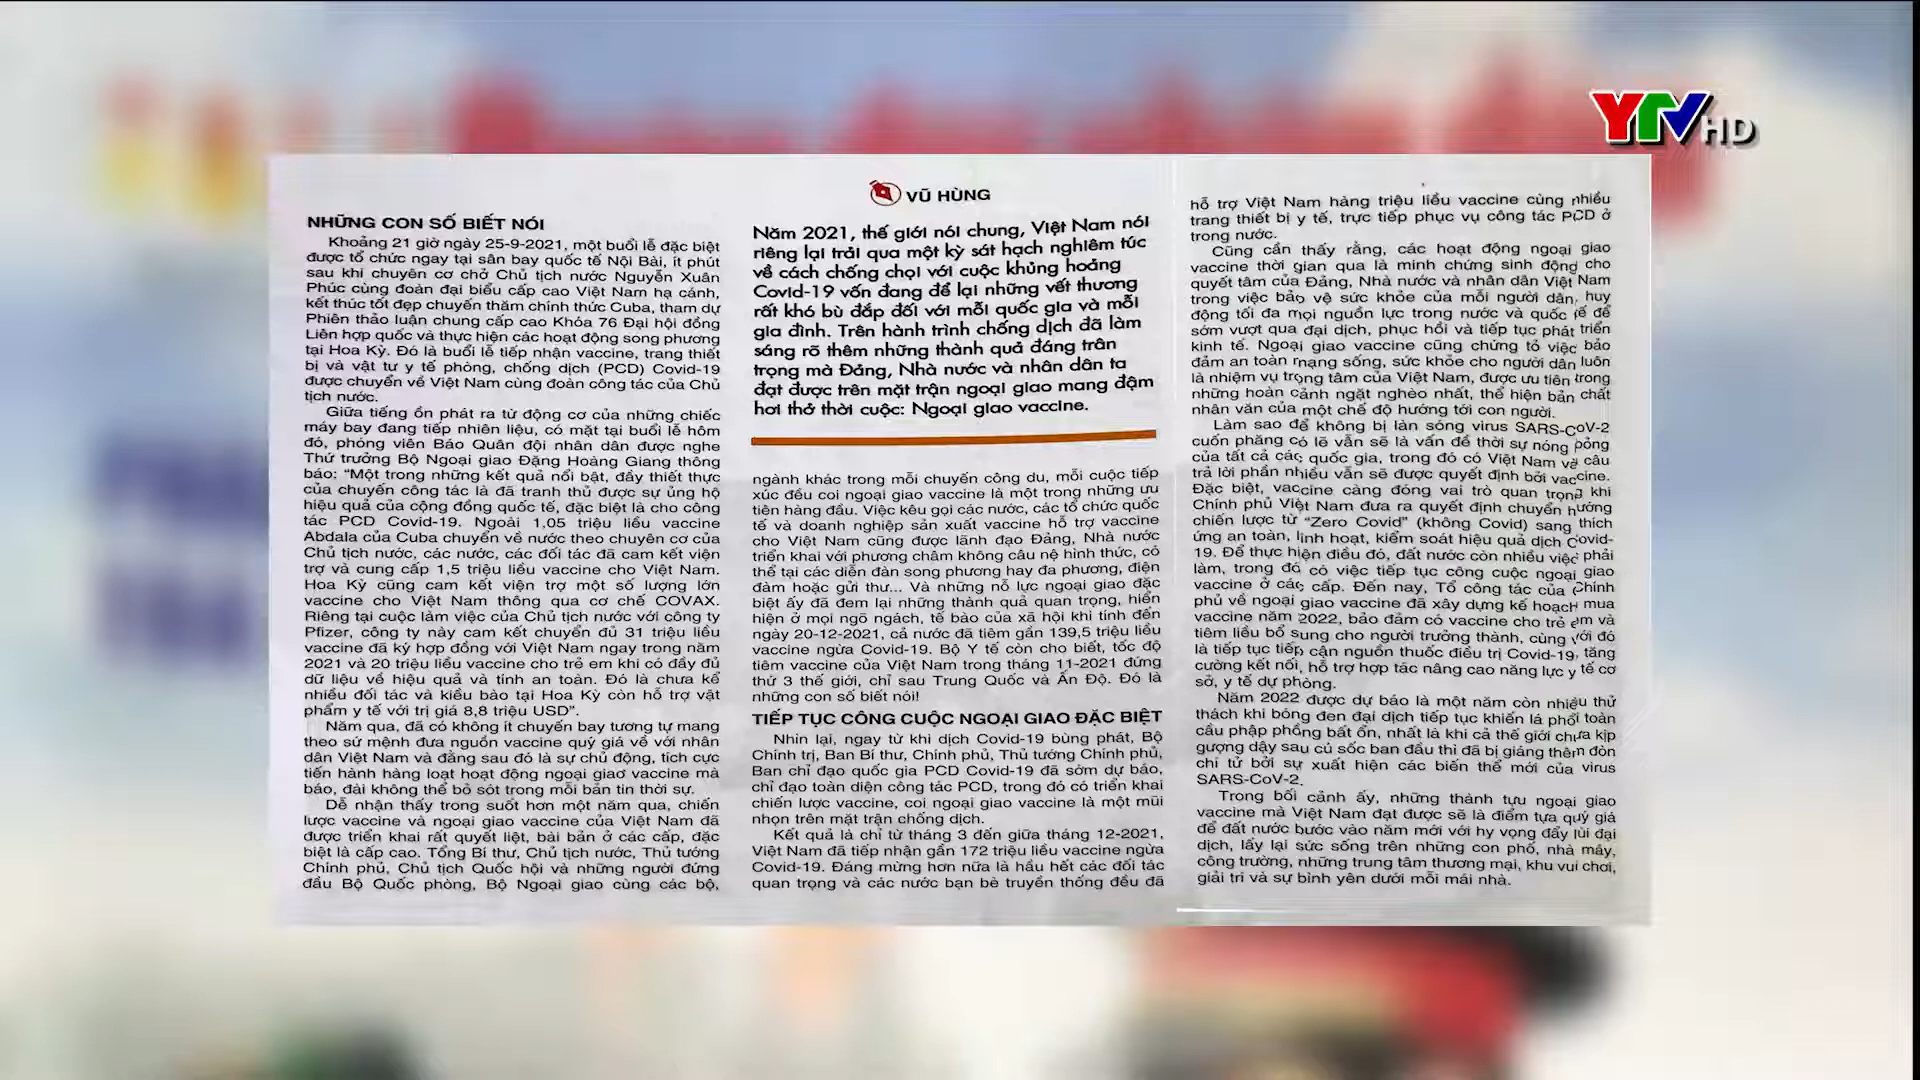 YTV HD
NHỮNG CON SỐ BIẾT NÓI
Khoảng 21 giờ ngày 25-9-2021, một buổi lễ đặc biệt
được tổ chức ngay tại sân bay quốc tế Nội Bài, ít phút
sau khi chuyên cơ chở Chủ tịch nước Nguyễn Xuân
Phúc cùng đoàn đại biểu cấp cao Việt Nam hạ cánh,
kết thúc tốt đẹp chuyến thăm chính thức Cuba, tham dự
Phiên thảo luận chung cấp cao Khóa 76 Đại hội đồng
Liên hợp quốc và thực hiện các hoạt động song phương
tại Hoa Kỳ. Đó là buổi lễ tiếp nhận vaccine, trang thiết
bị và vật tư y tế phòng, chống dịch (PCD) Covid-19
được chuyển về Việt Nam cùng đoàn công tác của Chủ
tịch nước.
Giữa tiếng ồn phát ra từ động cơ của những chiếc
máy bay đang tiếp nhiên liệu, có mặt tại buổi lễ hôm
đó, phóng viên Báo Quân đội nhân dân được nghe
Thứ trưởng Bộ Ngoại giao Đặng Hoàng Giang thông
báo: “Một trong những kết quả nổi bật, đầy thiết thực
của chuyến công tác là đã tranh thủ được sự ủng hộ
hiệu quả của cộng đồng quốc tế, đặc biệt là cho công
tác PCD Covid-19. Ngoài 1,05 triệu liều vaccine
Abdala của Cuba chuyển về nước theo chuyên cơ của
Chủ tịch nước, các nước, các đối tác đã cam kết viện
trợ và cung cấp 1,5 triệu liều vaccine cho Việt Nam.
Hoa Kỳ cũng cam kết viện trợ một số lượng lớn
vaccine cho Việt Nam thông qua cơ chế COVAX.
Riêng tại cuộc làm việc của Chủ tịch nước với công ty
Pfizer, công ty này cam kết chuyển đủ 31 triệu liều
vaccine đã ký hợp đồng với Việt Nam ngay trong năm
2021 và 20 triệu liều vaccine cho trẻ em khi có đầy đủ
dữ liệu về hiệu quả và tính an toàn. Đó là chưa kể
nhiều đối tác và kiều bào tại Hoa Kỳ còn hỗ trợ vật
phẩm y tế với trị giá 8,8 triệu USD”.
Năm qua, đã có không ít chuyến bay tương tự mang
theo sứ mệnh đưa nguồn vaccine quý giá về với nhân
dân Việt Nam và đằng sau đó là sự chủ động, tích cực
tiến hành hàng loạt hoạt động ngoại giao vaccine mà
báo, đài không thể bỏ sót trong mỗi bản tin thời sự.
Dễ nhận thấy trong suốt hơn một năm qua, chiến
lược vaccine và ngoại giao vaccine của Việt Nam đã
được triển khai rất quyết liệt, bài bản ở các cấp, đặc
biệt là cấp cao. Tổng Bí thư, Chủ tịch nước, Thủ tướng
Chính phủ, Chủ tịch Quốc hội và những người đứng
đầu Bộ Quốc phòng, Bộ Ngoại giao cùng các bộ,
VŨ HÙNG
Năm 2021, thế giới nói chung, Việt Nam nói
riêng lại trải qua một kỳ sát hạch nghiêm túc
về cách chống chọi với cuộc khủng hoảng
Covid-19 vốn đang để lại những vết thương
rất khó bù đắp đối với mỗi quốc gia và mỗi
gia đình. Trên hành trình chống dịch đã làm
sáng rõ thêm những thành quả đáng trân
trọng mà Đảng, Nhà nước và nhân dân ta
đạt được trên mặt trận ngoại giao mang đậm
hơi thở thời cuộc: Ngoại giao vaccine.
ngành khác trong mỗi chuyến công du, mỗi cuộc tiếp
xúc đều coi ngoại giao vaccine là một trong những ưu
tiên hàng đầu. Việc kêu gọi các nước, các tổ chức quốc
tế và doanh nghiệp sản xuất vaccine hỗ trợ vaccine
cho Việt Nam cũng được lãnh đạo Đảng, Nhà nước
triển khai với phương châm không câu nệ hình thức, có
thể tại các diễn đàn song phương hay đa phương, điện
đàm hoặc gửi thư... Và những nỗ lực ngoại giao đặc
biệt ấy đã đem lại những thành quả quan trọng, hiển
hiện ở mọi ngõ ngách, tế bào của xã hội khi tính đến
ngày 20-12-2021, cả nước đã tiêm gần 139,5 triệu liều
vaccine ngừa Covid-19. Bộ Y tế còn cho biết, tốc độ
tiêm vaccine của Việt Nam trong tháng 11-2021 đứng
thứ 3 thế giới, chỉ sau Trung Quốc và Ấn Độ. Đó là
những con số biết nói!
TIẾP TỤC CÔNG CUỘC NGOẠI GIAO ĐẶC BIỆT
Nhìn lại, ngay từ khi dịch Covid-19 bùng phát, Bộ
Chính trị, Ban Bí thư, Chính phủ, Thủ tướng Chính phủ,
Ban chỉ đạo quốc gia PCD Covid-19 đã sớm dự báo,
chỉ đạo toàn diện công tác PCD, trong đó có triển khai
chiến lược vaccine, coi ngoại giao vaccine là một mũi
nhọn trên mặt trận chống dịch.
Kết quả là chỉ từ tháng 3 đến giữa tháng 12-2021,
Việt Nam đã tiếp nhận gần 172 triệu liều vaccine ngừa
Covid-19. Đáng mừng hơn nữa là hầu hết các đối tác
quan trọng và các nước bạn bè truyền thống đều đã
hỗ trợ Việt Nam hàng triệu liều vaccine cùng nhiều
trang thiết bị y tế, trực tiếp phục vụ công tác PCD ở
trong nước.
Cũng cần thấy rằng, các hoạt động ngoại giao
vaccine thời gian qua là minh chứng sinh động cho
quyết tâm của Đảng, Nhà nước và nhân dân Việt Nam
trong việc bảo vệ sức khỏe của mỗi người dân, huy
động tối đa mọi nguồn lực trong nước và quốc tế để
sớm vượt qua đại dịch, phục hồi và tiếp tục phát triển
kinh tế. Ngoại giao vaccine cũng chứng tỏ việc bảo
đảm an toàn mạng sống, sức khỏe cho người dân luôn
là nhiệm vụ trọng tâm của Việt Nam, được ưu tiên trong
những hoàn cảnh ngặt nghèo nhất, thể hiện bản chất
nhân văn của một chế độ hướng tới con người.
Làm sao để không bị làn sóng virus SARS-CoV-2
cuốn phăng có lẽ vẫn sẽ là vấn đề thời sự nóng bỏng
của tất cả các quốc gia, trong đó có Việt Nam và câu
trả lời phần nhiều vẫn sẽ được quyết định bởi vaccine.
Đặc biệt, vaccine càng đóng vai trò quan trọng khi
Chính phủ Việt Nam đưa ra quyết định chuyển hướng
chiến lược từ “Zero Covid” (không Covid) sang thích
ứng an toàn, linh hoạt, kiểm soát hiệu quả dịch Covid-
19. Để thực hiện điều đó, đất nước còn nhiều việc phải
làm, trong đó có việc tiếp tục công cuộc ngoại giao
vaccine ở các cấp. Đến nay, Tổ công tác của Chính
phủ về ngoại giao vaccine đã xây dựng kế hoạch mua
vaccine năm 2022, bảo đảm có vaccine cho trẻ em và
tiêm liều bổ sung cho người trưởng thành, cùng với đó
là tiếp tục tiếp cận nguồn thuốc điều trị Covid-19, tăng
cường kết nối, hỗ trợ hợp tác nâng cao năng lực y tế cơ
sở, y tế dự phòng.
Năm 2022 được dự báo là một năm còn nhiều thử
thách khi bóng đen đại dịch tiếp tục khiến lá phổi toàn
cầu phập phồng bất ổn, nhất là khi cả thế giới chưa kịp
gượng dậy sau cú sốc ban đầu thì đã bị giáng thêm đòn
chí tử bởi sự xuất hiện các biến thể mới của virus
SARS-CoV-2.
Trong bối cảnh ấy, những thành tựu ngoại giao
vaccine mà Việt Nam đạt được sẽ là điểm tựa quý giá
để đất nước bước vào năm mới với hy vọng đẩy lùi đại
dịch, lấy lại sức sống trên những con phố, nhà máy,
công trường, những trung tâm thương mại, khu vui chơi,
giải trí và sự bình yên dưới mỗi mái nhà.